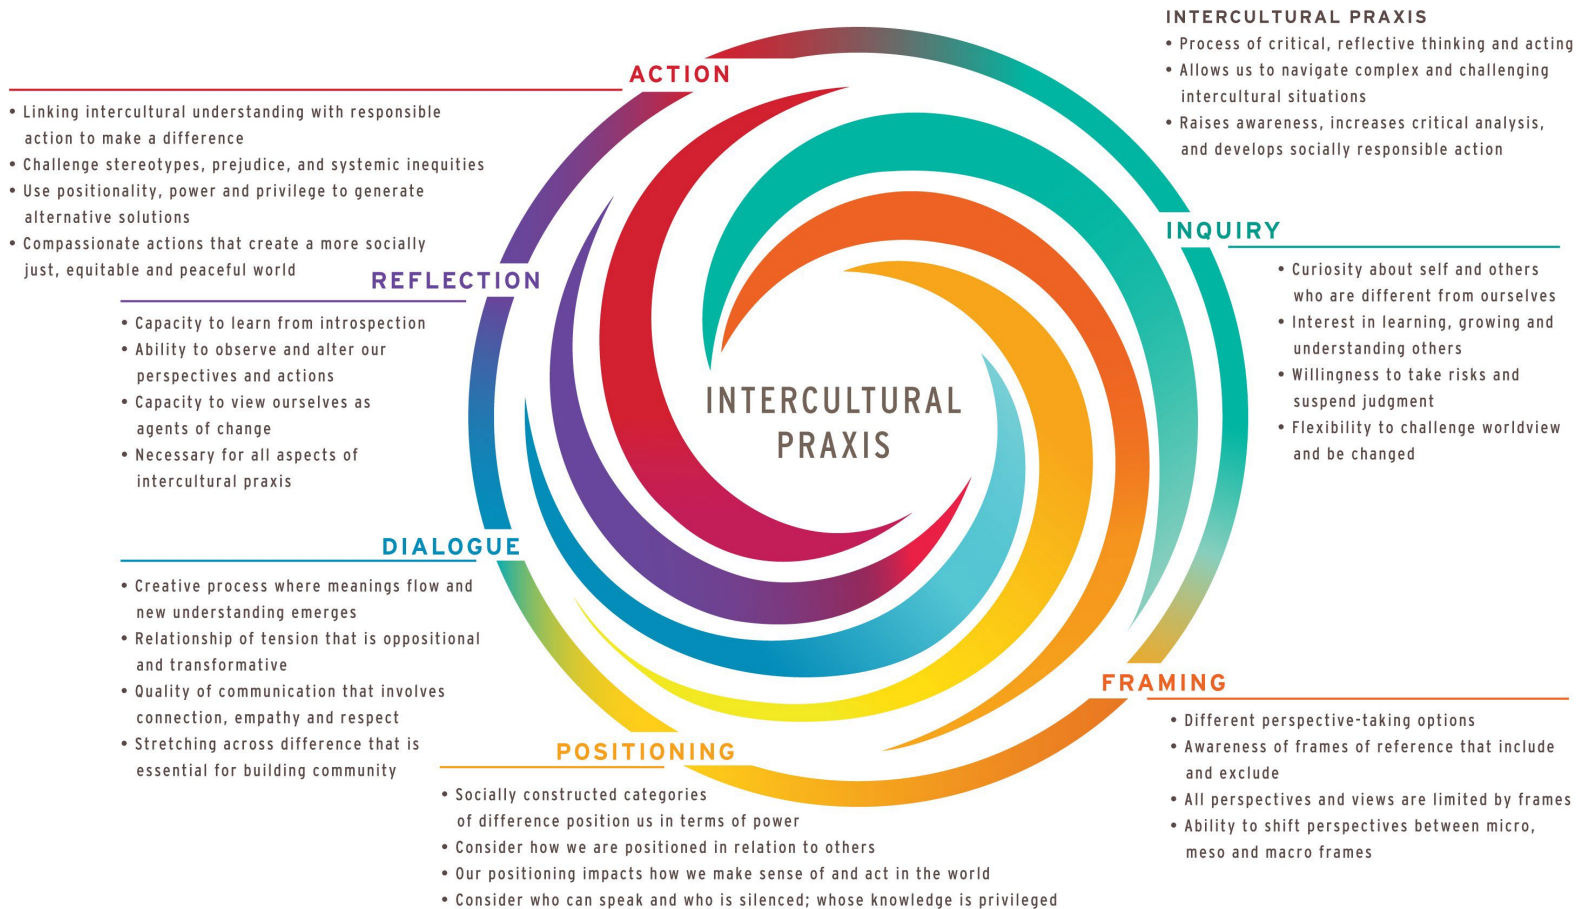 INTERCULTURAL PRAXIS
• Process of critical, reflective thinking and acting
• Allows us to navigate complex and challenging
intercultural situations
• Raises awareness, increases critical analysis,
and develops socially responsible action
ACTION
• Linking intercultural understanding with responsible
action to make a difference
• Challenge stereotypes, prejudice, and systemic inequities
• Use positionality, power and privilege to generate
alternative solutions
• Compassionate actions that create a more socially
just, equitable and peaceful world
INQUIRY
• Curiosity about self and others
who are different from ourselves
• Interest in learning, growing and
understanding others
• Willingness to take risks and
suspend judgment
• Flexibility to challenge worldview
and be changed
REFLECTION
• Capacity to learn from introspection
• Ability to observe and alter our
perspectives and actions
• Capacity to view ourselves as
agents of change
• Necessary for all aspects of
intercultural praxis
INTERCULTURAL
PRAXIS
DIALOGUE
• Creative process where meanings flow and
new understanding emerges
• Relationship of tension that is oppositional
and transformative
• Quality of communication that involves
connection, empathy and respect
• Stretching across difference that is
essential for building community
FRAMING
• Different perspective-taking options
• Awareness of frames of reference that include
and exclude
• All perspectives and views are limited by frames
• Ability to shift perspectives between micro,
meso and macro frames
POSITIONING
• Socially constructed categories
of difference position us in terms of power
• Consider how we are positioned in relation to others
• Our positioning impacts how we make sense of and act in the world
• Consider who can speak and who is silenced; whose knowledge is privileged